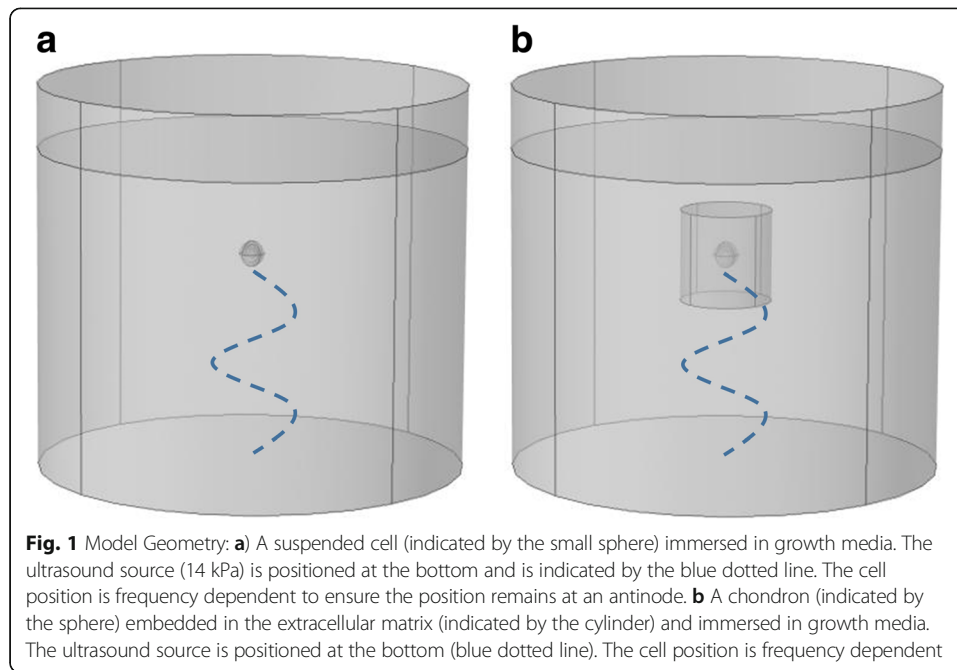 a
b
Fig. 1 Model Geometry: a) A suspended cell (indicated by the small sphere) immersed in growth media. The
ultrasound source (14 kPa) is positioned at the bottom and is indicated by the blue dotted line. The cell
position is frequency dependent to ensure the position remains at an antinode. b A chondron (indicated by
the sphere) embedded in the extracellular matrix (indicated by the cylinder) and immersed in growth media.
The ultrasound source is positioned at the bottom (blue dotted line). The cell position is frequency dependent